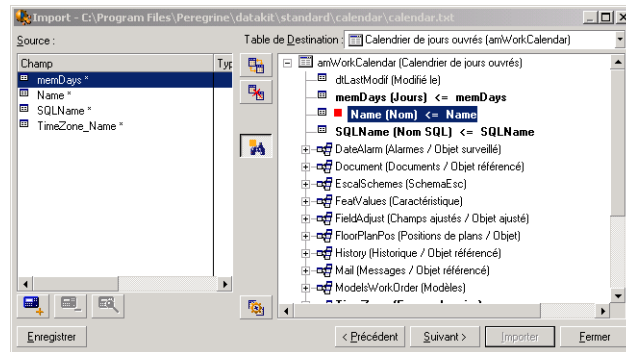 Import - C:\Program Files\Peregrine\datakit\standard\calendar\calendar.txt
Source :
Table de Destination : Calendrier de jours ouvrés (amWorkCalendar)
Champ Typ
memDays *
Name *
SQLName *
TimeZone_Name *
amWorkCalendar (Calendrier de jours ouvrés)
dtLastModif (Modifié le)
memDays (Jours) <= memDays
Name (Nom) <= Name
SQLName (Nom SQL) <= SQLName
DateAlarm (Alarmes / Objet surveillé)
Document (Documents / Objet référencé)
EscalSchemes (SchemaEsc)
FeatValues (Caractéristique)
FieldAdjust (Champs ajustés / Objet ajusté)
FloorPlanPos (Positions de plans / Objet)
History (Historique / Objet référencé)
Mail (Messages / Objet référencé)
ModelsWorkOrder (Modèles)
Enregistrer
< Précédent Suivant > Importer Fermer